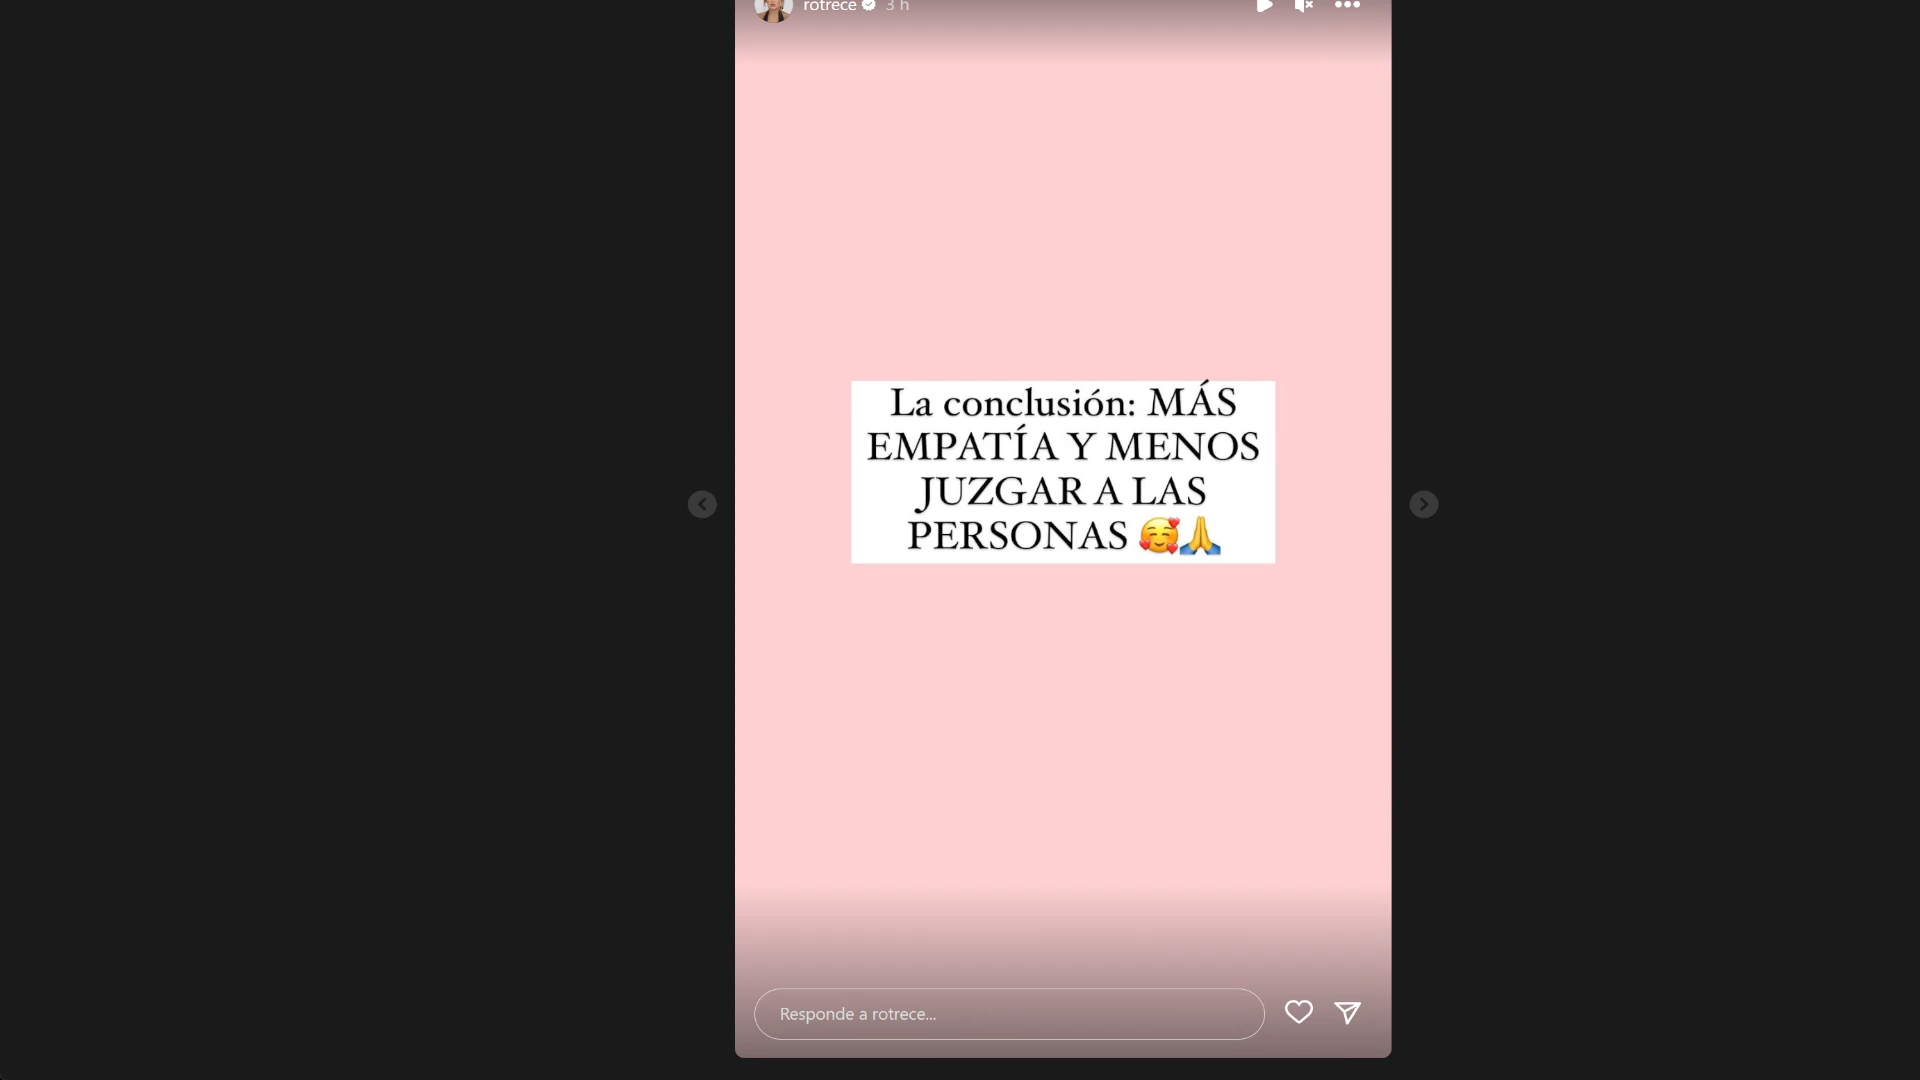 rotrece 3 h
La conclusión: MÁS
EMPATÍA Y MENOS
JUZGAR A LAS
PERSONAS 🥰🙏
Responde a rotrece...